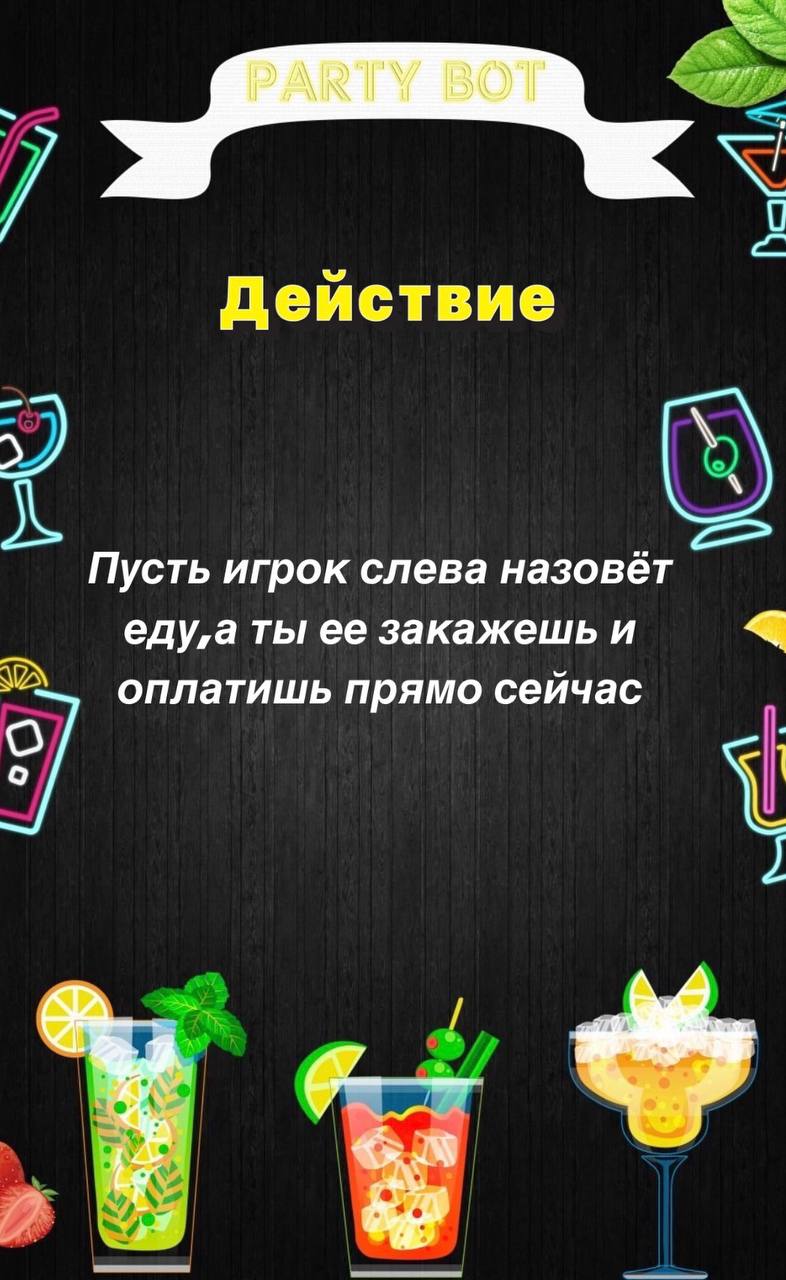 PARTY BOT
Действие
Пусть игрок слева назовёт
еду,а ты ее закажешь и
оплатишь прямо сейчас